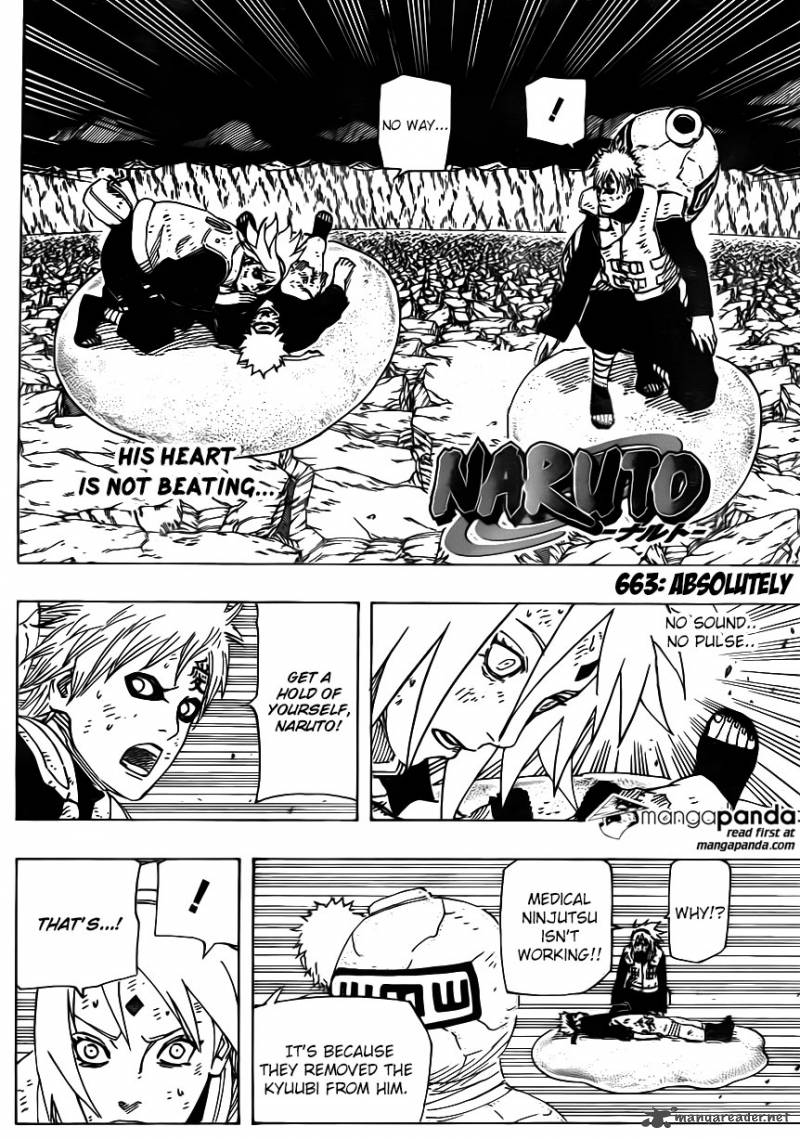 !
NO WAY...
HIS HEART
IS NOT BEATING...
NARUTO
-ナルト-
663: ABSOLUTELY
NO SOUND..
NO PULSE..
GET A
HOLD OF
YOURSELF,
NARUTO!
愛
mangapanda
read first at
mangapanda.com
WHY!?
MEDICAL
NINJUTSU
ISN'T
WORKING!!
IT'S BECAUSE
THEY REMOVED THE
KYUUBI FROM HIM.
!
THAT'S...!
mangareader.net